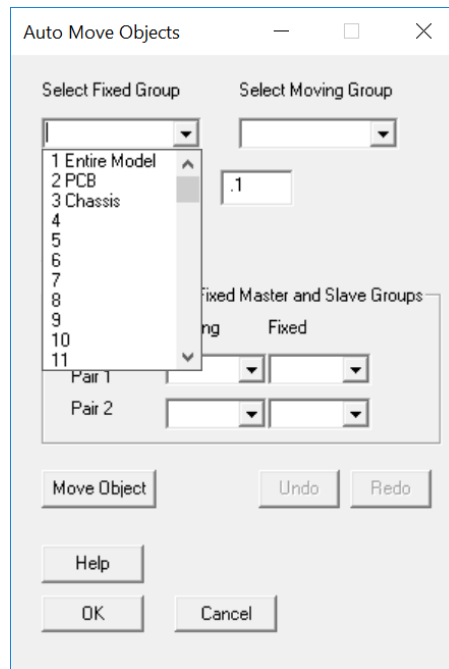 Auto Move Objects
Select Fixed Group Select Moving Group
1 Entire Model
2 PCB
3 Chassis
4
5
6
7
8
9
10
11
.1
Fixed Master and Slave Groups
ng Fixed
Pair 1
Pair 2
Move Object Undo Redo
Help
OK Cancel